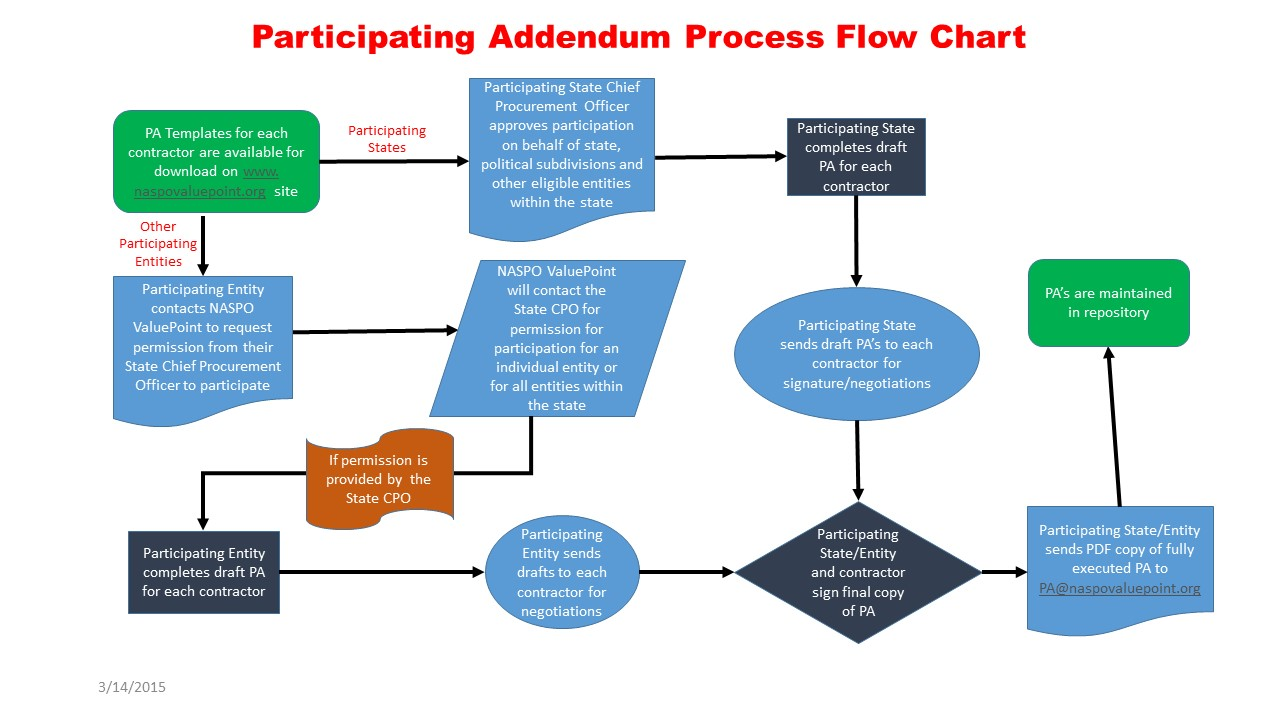 Participating Addendum Process Flow Chart
PA Templates for each
contractor are available for
download on www.
naspovaluepoint.org site
Participating
States
Participating State Chief
Procurement Officer
approves participation
on behalf of state,
political subdivisions and
other eligible entities
within the state
Participating State
completes draft
PA for each
contractor
Other
Participating
Entities
Participating Entity
contacts NASPO
ValuePoint to request
permission from their
State Chief Procurement
Officer to participate
NASPO ValuePoint
will contact the
State CPO for
permission for
participation for an
individual entity or
for all entities within
the state
Participating State
sends draft PA's to each
contractor for
signature/negotiations
PA's are maintained
in repository
If permission is
provided by the
State CPO
Participating Entity
completes draft PA
for each contractor
Participating
Entity sends
drafts to each
contractor for
negotiations
Participating
State/Entity
and contractor
sign final copy
of PA
Participating State/Entity
sends PDF copy of fully
executed PA to
PA@naspovaluepoint.org
3/14/2015